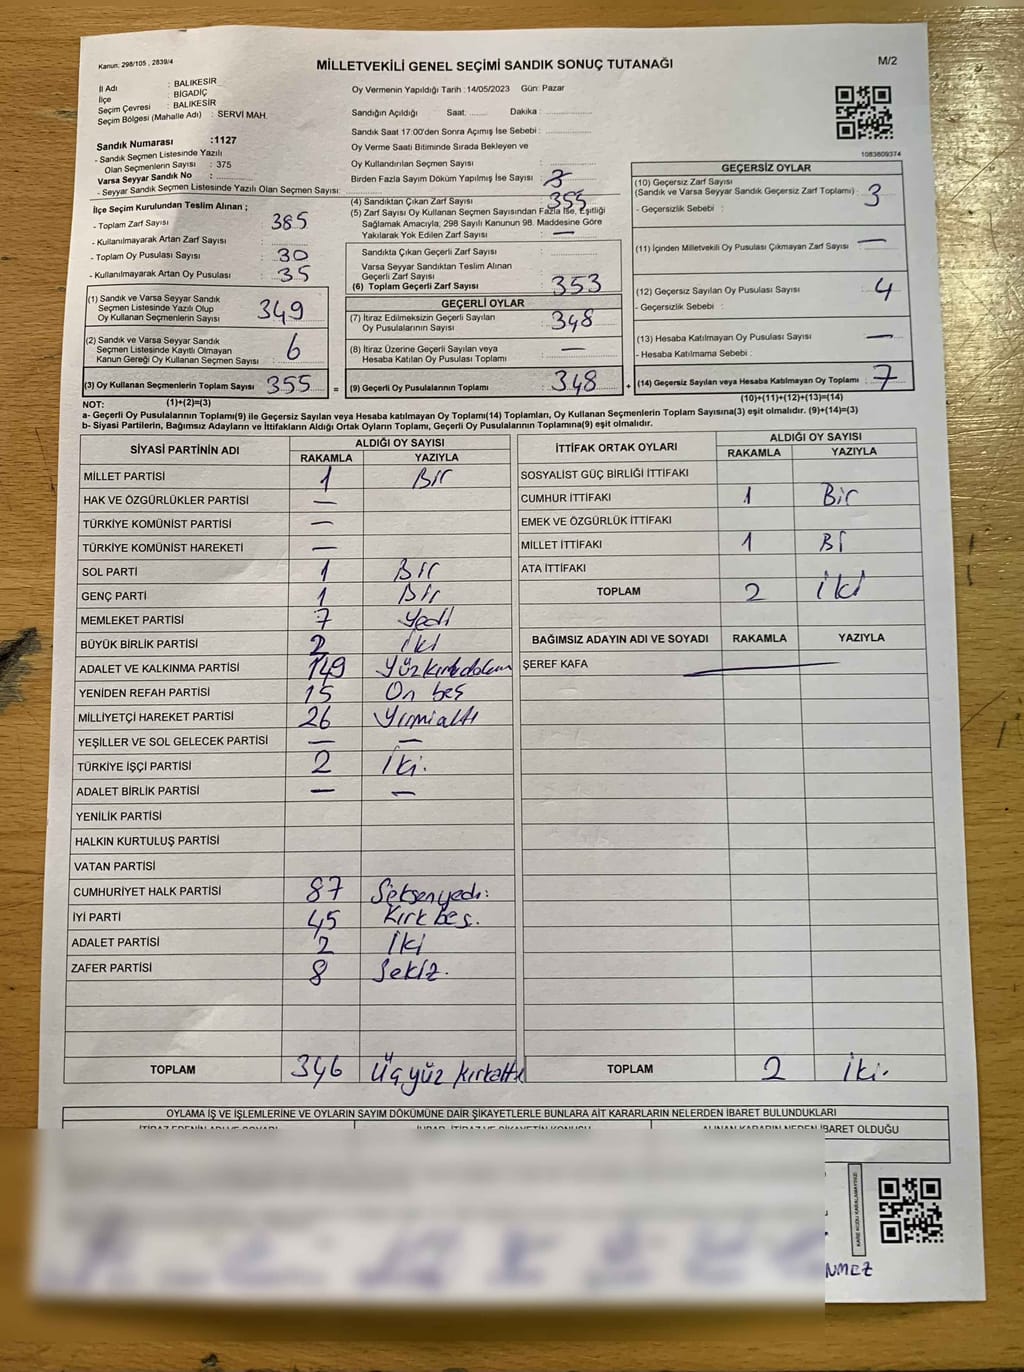 Kanun: 298/105 , 2839/4
MİLLETVEKİLİ GENEL SEÇİMİ SANDIK SONUÇ TUTANAĞI
M/2
İl Adı : BALIKESİR
İlçe : BİGADİÇ
Seçim Çevresi : BALIKESİR
Seçim Bölgesi (Mahalle Adı) : SERVİ MAH.
Sandık Numarası :1127
- Sandık Seçmen Listesinde Yazılı
Olan Seçmenlerin Sayısı : 375
Varsa Seyyar Sandık No :
- Seyyar Sandık Seçmen Listesinde Yazılı Olan Seçmen Sayısı:
Oy Vermenin Yapıldığı Tarih :14/05/2023 Gün: Pazar
Sandığın Açıldığı Saat: Dakika :
Sandık Saat 17:00'den Sonra Açımış İse Sebebi :
Oy Verme Saati Bitiminde Sırada Bekleyen ve
Oy Kullandırılan Seçmen Sayısı :
Birden Fazla Sayım Döküm Yapılmış İse Sayısı :
1083809374
İlçe Seçim Kurulundan Teslim Alınan ;
- Toplam Zarf Sayısı 385
- Kullanılmayarak Artan Zarf Sayısı : 30
- Toplam Oy Pusulası Sayısı :
- Kullanılmayarak Artan Oy Pusulası : 35
(1) Sandık ve Varsa Seyyar Sandık
Seçmen Listesinde Yazılı Olup
Oy Kullanan Seçmenlerin Sayısı : 349
(2) Sandık ve Varsa Seyyar Sandık
Seçmen Listesinde Kayıtlı Olmayan
Kanun Gereği Oy Kullanan Seçmen Sayısı : 6
(3) Oy Kullanan Seçmenlerin Toplam Sayısı : 355 =
(1)+(2)=(3)
(4) Sandıktan Çıkan Zarf Sayısı : 355
(5) Zarf Sayısı Oy Kullanan Seçmen Sayısından Fazla İse, Eşitliği
Sağlamak Amacıyla, 298 Sayılı Kanunun 98. Maddesine Göre
Yakılarak Yok Edilen Zarf Sayısı : —
Sandıkta Çıkan Geçerli Zarf Sayısı :
Varsa Seyyar Sandıktan Teslim Alınan
Geçerli Zarf Sayısı :
(6) Toplam Geçerli Zarf Sayısı : 353
GEÇERLİ OYLAR
(7) İtiraz Edilmeksizin Geçerli Sayılan
Oy Pusulalarının Sayısı : 348
(8) İtiraz Üzerine Geçerli Sayılan veya
Hesaba Katılan Oy Pusulası Toplamı : —
(9) Geçerli Oy Pusulalarının Toplamı : 348 +
GEÇERSİZ OYLAR
(10) Geçersiz Zarf Sayısı
(Sandık ve Varsa Seyyar Sandık Geçersiz Zarf Toplamı) : 3
- Geçersizlik Sebebi :
(11) İçinden Milletvekili Oy Pusulası Çıkmayan Zarf Sayısı : —
(12) Geçersiz Sayılan Oy Pusulası Sayısı : 4
- Geçersizlik Sebebi :
(13) Hesaba Katılmayan Oy Pusulası Sayısı : —
- Hesaba Katılmama Sebebi :
(14) Geçersiz Sayılan veya Hesaba Katılmayan Oy Toplamı : 7
(10)+(11)+(12)+(13)=(14)
NOT:
a- Geçerli Oy Pusulalarının Toplamı(9) ile Geçersiz Sayılan veya Hesaba katılmayan Oy Toplamı(14) Toplamları, Oy Kullanan Seçmenlerin Toplam Sayısına(3) eşit olmalıdır. (9)+(14)=(3)
b- Siyasi Partilerin, Bağımsız Adayların ve İttifakların Aldığı Ortak Oyların Toplamı, Geçerli Oy Pusulalarının Toplamına(9) eşit olmalıdır.
SİYASİ PARTİNİN ADI ALDIĞI OY SAYISI
RAKAMLA YAZIYLA
MİLLET PARTİSİ 1 Bir
HAK VE ÖZGÜRLÜKLER PARTİSİ —
TÜRKİYE KOMÜNİST PARTİSİ —
TÜRKİYE KOMÜNİST HAREKETİ —
SOL PARTİ 1 Bir
GENÇ PARTİ 1 Bir
MEMLEKET PARTİSİ 7 Yedi
BÜYÜK BİRLİK PARTİSİ 2 iki
ADALET VE KALKINMA PARTİSİ 149
YENİDEN REFAH PARTİSİ 15 On beş
MİLLİYETÇİ HAREKET PARTİSİ 26 Yirmialtı
YEŞİLLER VE SOL GELECEK PARTİSİ — —
TÜRKİYE İŞÇİ PARTİSİ 2 İki.
ADALET BİRLİK PARTİSİ — —
YENİLİK PARTİSİ
HALKIN KURTULUŞ PARTİSİ
VATAN PARTİSİ
CUMHURİYET HALK PARTİSİ 87 Seksenyedi.
İYİ PARTİ 45 Kırkbeş.
ADALET PARTİSİ 2 İki
ZAFER PARTİSİ 8 Sekiz.
TOPLAM 346 Üçyüz kırkaltı
İTTİFAK ORTAK OYLARI ALDIĞI OY SAYISI
RAKAMLA YAZIYLA
SOSYALİST GÜÇ BİRLİĞİ İTTİFAKI
CUMHUR İTTİFAKI 1 Bir
EMEK VE ÖZGÜRLÜK İTTİFAKI
MİLLET İTTİFAKI 1 Bİ
ATA İTTİFAKI
TOPLAM 2 İki
BAĞIMSIZ ADAYIN ADI VE SOYADI RAKAMLA YAZIYLA
ŞEREF KAFA —
TOPLAM 2 İki.
OYLAMA İŞ VE İŞLEMLERİNE VE OYLARIN SAYIM DÖKÜMÜNE DAİR ŞİKAYETLERLE BUNLARA AİT KARARLARIN NELERDEN İBARET BULUNDUKLARI
ALINAN KARARIN NEDEN İBARET OLDUĞU
KARE KODU KARALAMAYINIZ
NMEZ